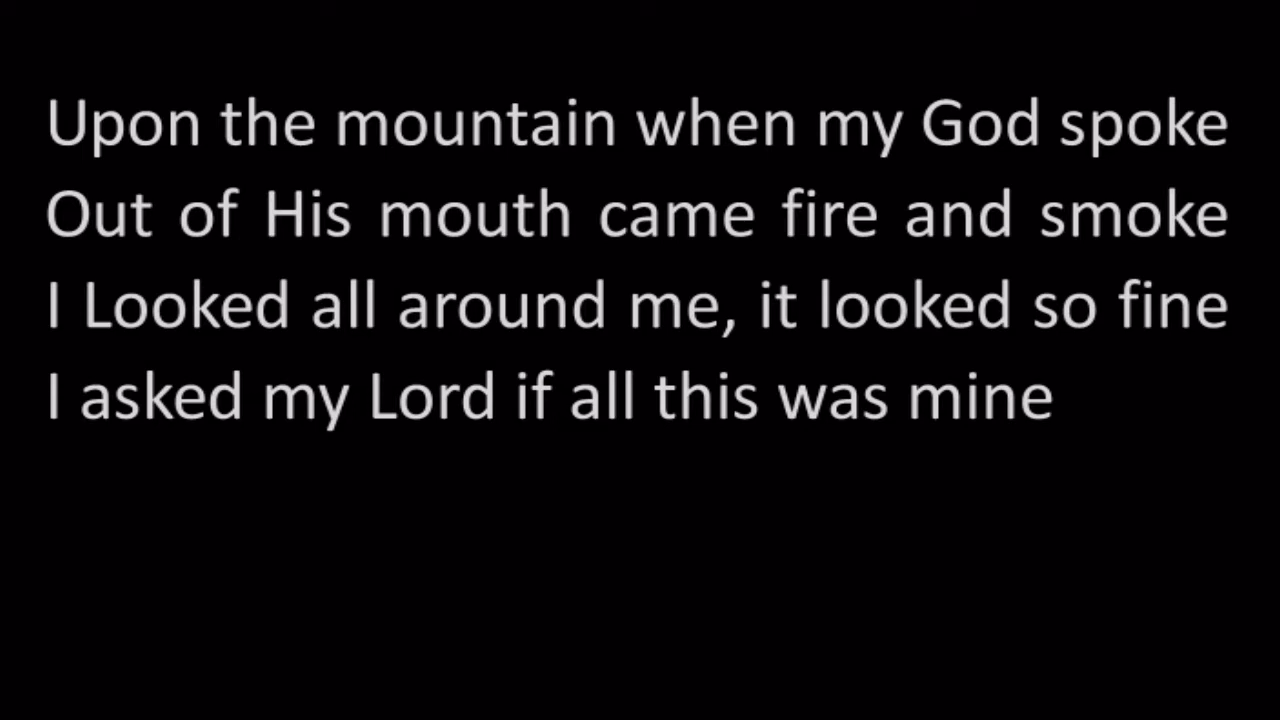 Upon the mountain when my God spoke
Out of His mouth came fire and smoke
I Looked all around me, it looked so fine
I asked my Lord if all this was mine